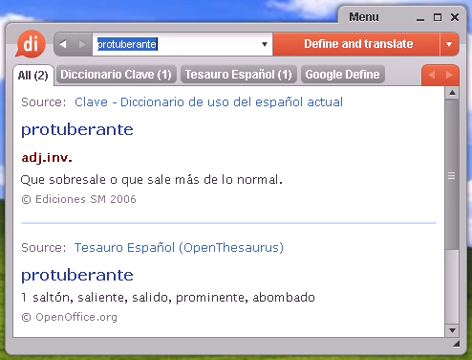 Menu
di
protuberante
Define and translate
All (2)
Diccionario Clave (1)
Tesauro Español (1)
Google Define
Source: Clave - Diccionario de uso del español actual
protuberante
adj.inv.
Que sobresale o que sale más de lo normal.
© Ediciones SM 2006
Source: Tesauro Español (OpenThesaurus)
protuberante
1 saltón, saliente, salido, prominente, abombado
© OpenOffice.org